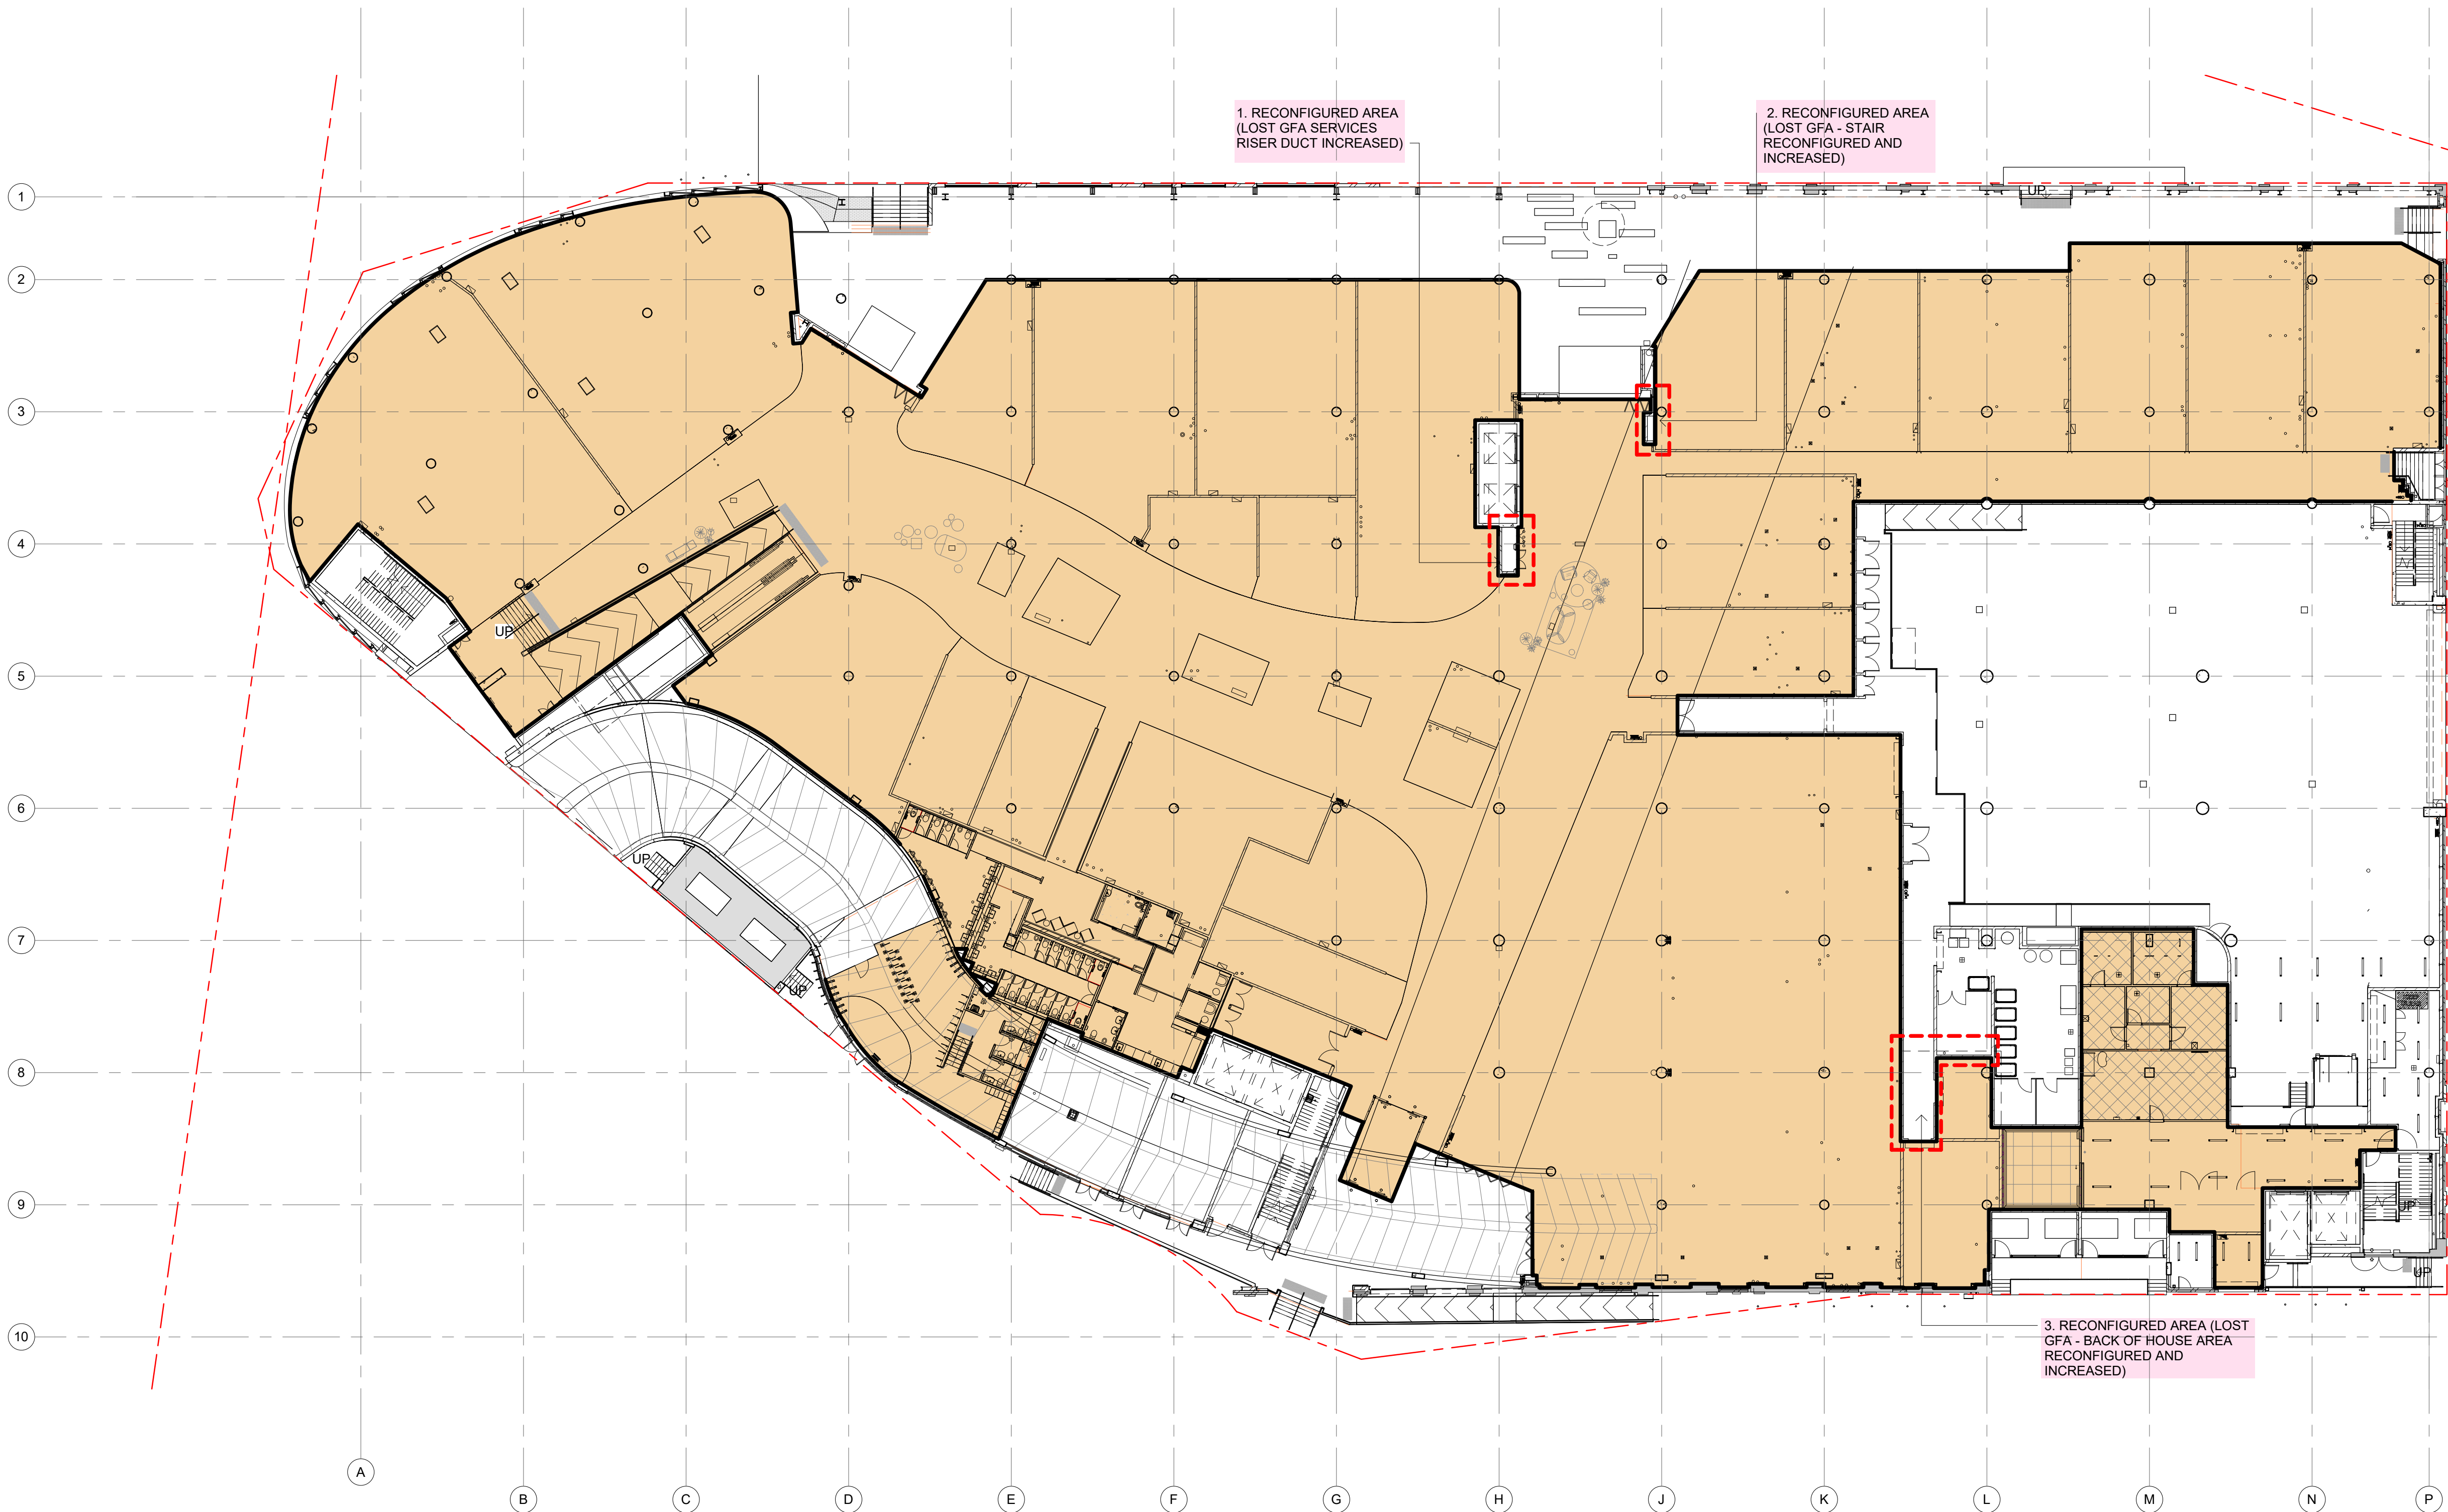 1. RECONFIGURED AREA
(LOST GFA SERVICES
RISER DUCT INCREASED)
2. RECONFIGURED AREA
(LOST GFA - STAIR
RECONFIGURED AND
INCREASED)
1
UP
2
3
4
UP
5
6
UP
7
UP
8
9
UP
UP
10
3. RECONFIGURED AREA (LOST
GFA - BACK OF HOUSE AREA
RECONFIGURED AND
INCREASED)
A
B
C
D
E
F
G
H
J
K
L
M
N
P